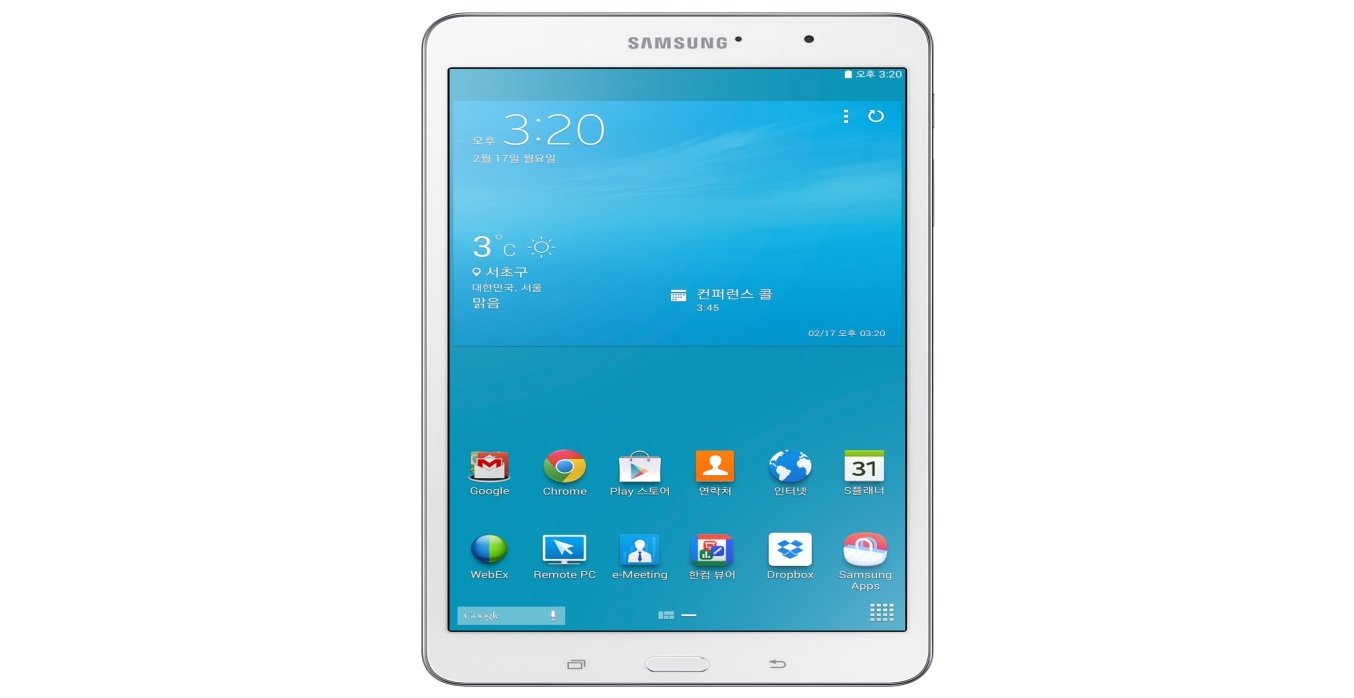 SAMSUNG
오후 3:20
오후 3:20
2월 17일 월요일
3°C
서초구
대한민국, 서울
맑음
컨퍼런스 콜
3:45
02/17 오후 03:20
Google
Chrome
Play 스토어
연락처
인터넷
31
S플래너
WebEx
Remote PC
e-Meeting
한컴 뷰어
Dropbox
Samsung
Apps
Google